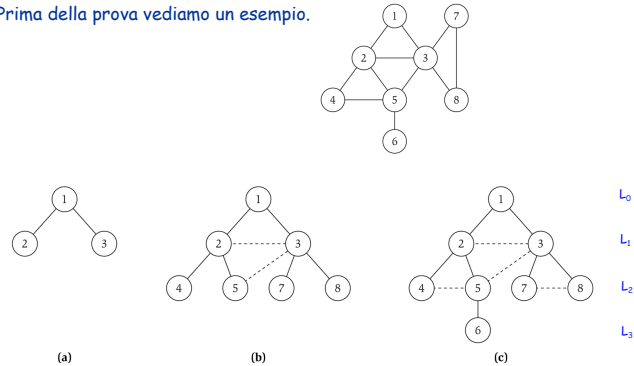 Prima della prova vediamo un esempio.
1 7
2 3
4 5 8
6
1 1 1 L0
2 3 2 3 2 3 L1
4 5 7 8 4 5 7 8 L2
6 L3
(a) (b) (c)